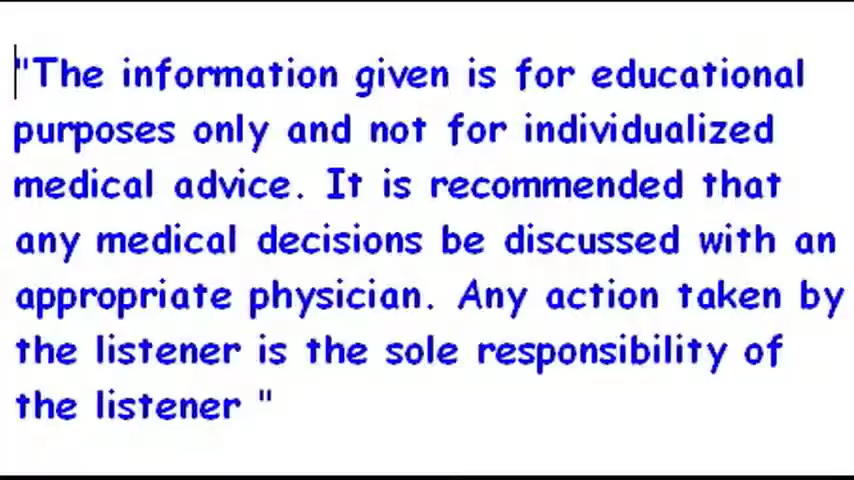 "The information given is for educational
purposes only and not for individualized
medical advice. It is recommended that
any medical decisions be discussed with an
appropriate physician. Any action taken by
the listener is the sole responsibility of
the listener "